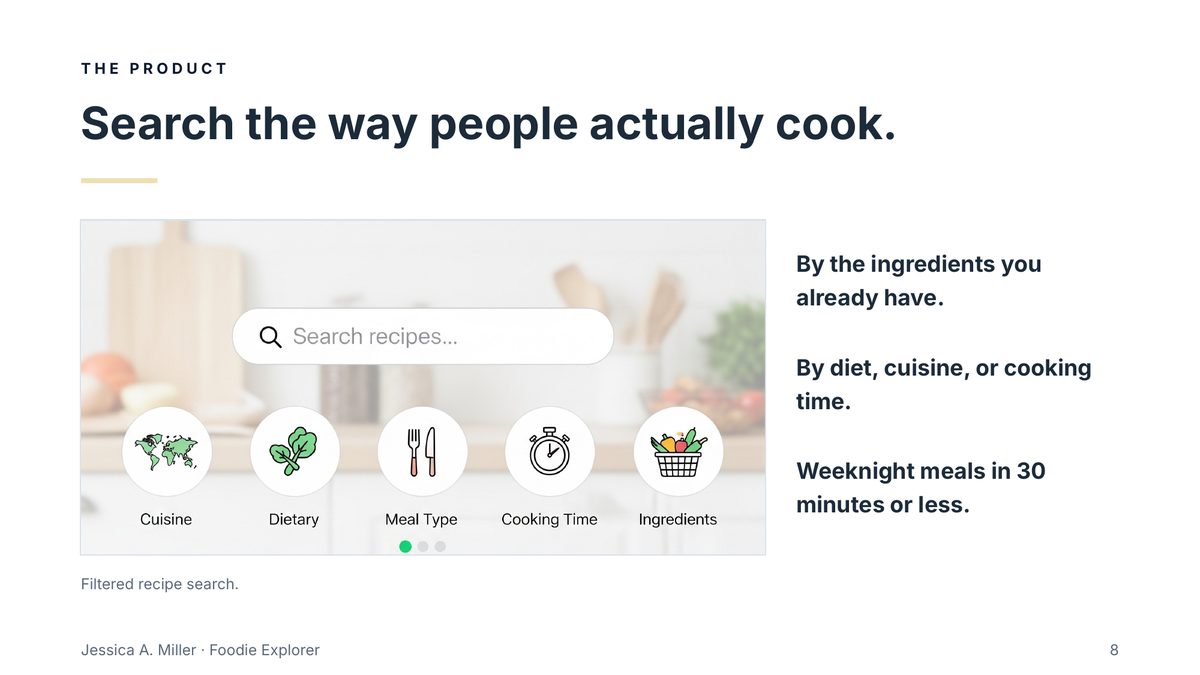 THE PRODUCT
Search the way people actually cook.
Search recipes...
Cuisine
Dietary
Meal Type
Cooking Time
Ingredients
By the ingredients you
already have.
By diet, cuisine, or cooking
time.
Weeknight meals in 30
minutes or less.
Filtered recipe search.
Jessica A. Miller · Foodie Explorer
8